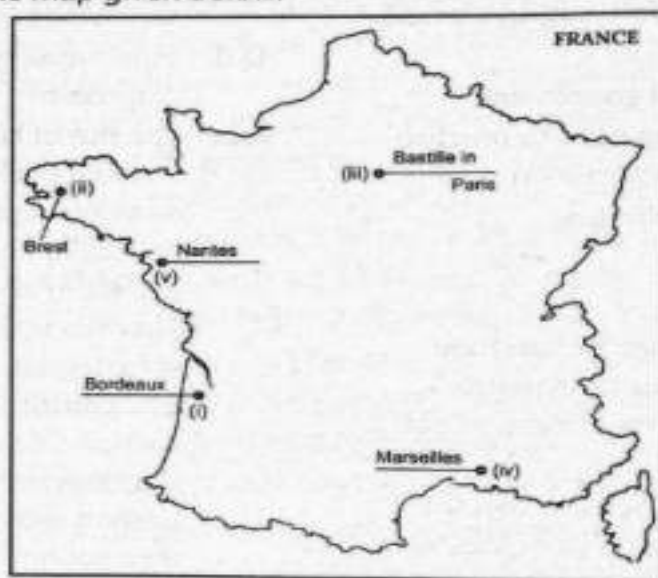 FRANCE
(iii) Bastille in
Paris
(ii)
Brest
Nantes
(v)
Bordeaux
(i)
Marseilles
(iv)